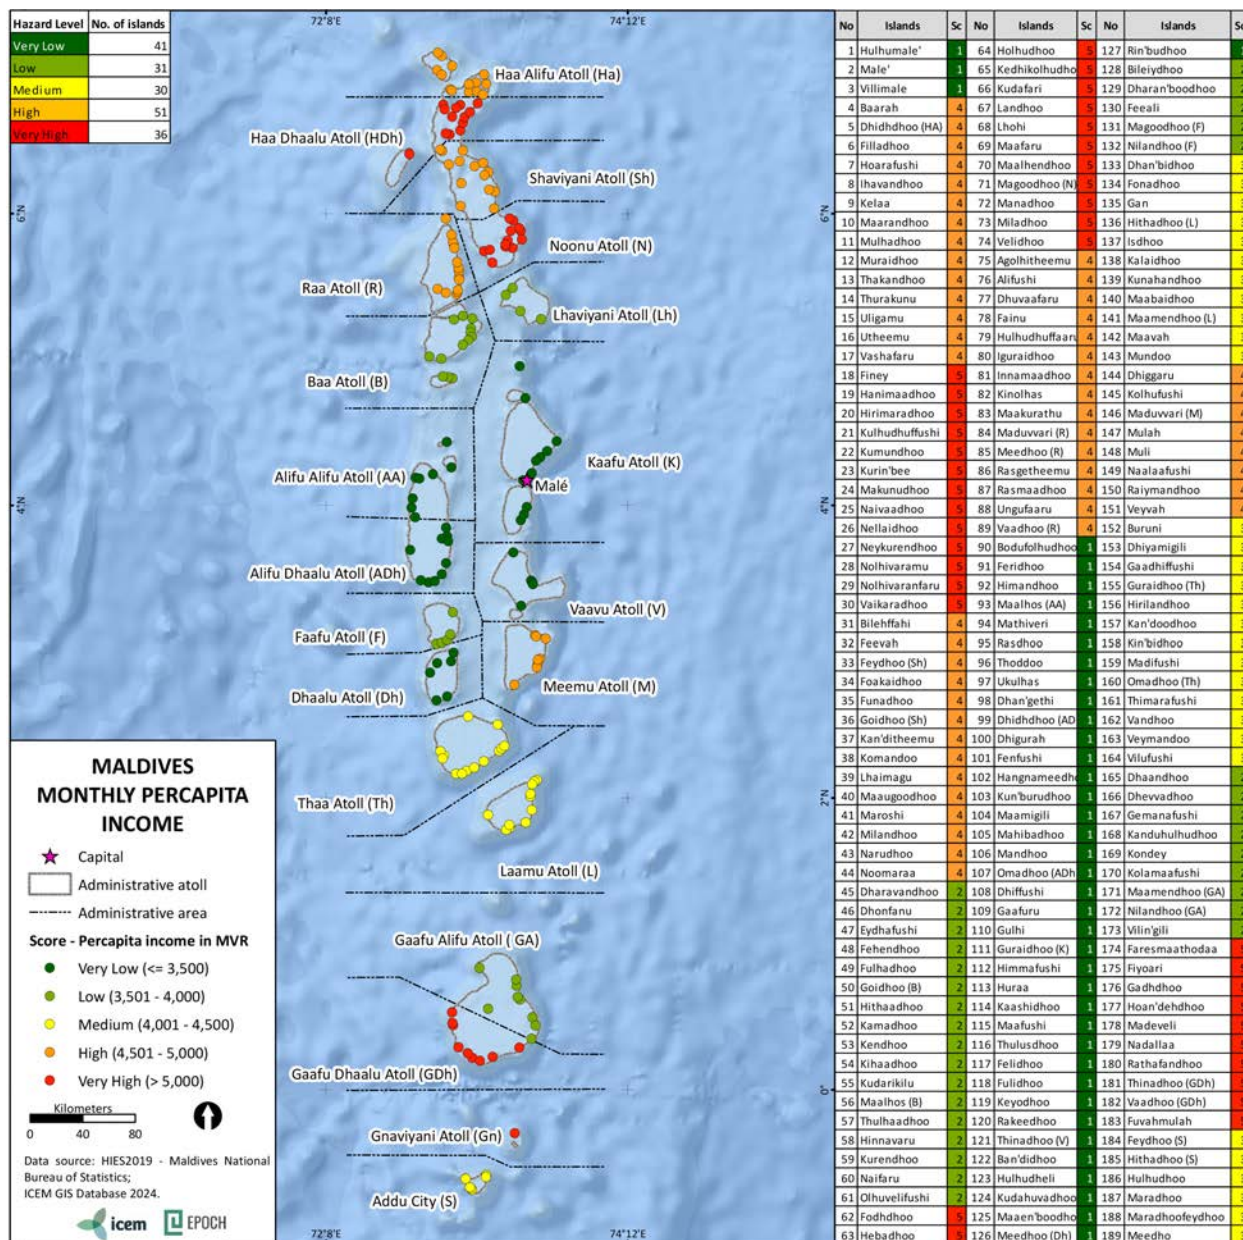 Hazard Level No. of islands
Very Low 41
Low 31
Medium 30
High 51
Very High 36
72°8'E
74°12'E
Haa Alifu Atoll (Ha)
Haa Dhaalu Atoll (HDh)
Shaviyani Atoll (Sh)
6°N
6°N
Noonu Atoll (N)
Raa Atoll (R)
Lhaviyani Atoll (Lh)
Baa Atoll (B)
Kaafu Atoll (K)
Alifu Alifu Atoll (AA)
Malé
4°N
4°N
Alifu Dhaalu Atoll (ADh)
Vaavu Atoll (V)
Faafu Atoll (F)
Meemu Atoll (M)
Dhaalu Atoll (Dh)
Thaa Atoll (Th)
2°N
Laamu Atoll (L)
Gaafu Alifu Atoll ( GA)
Gaafu Dhaalu Atoll (GDh)
0°
Gnaviyani Atoll (Gn)
Addu City (S)
72°8'E
74°12'E
MALDIVES
MONTHLY PERCAPITA
INCOME
Capital
Administrative atoll
Administrative area
Score - Percapita income in MVR
Very Low (<= 3,500)
Low (3,501 - 4,000)
Medium (4,001 - 4,500)
High (4,501 - 5,000)
Very High (> 5,000)
Kilometers
0 40 80
Data source: HIES2019 - Maldives National
Bureau of Statistics;
ICEM GIS Database 2024.
icem EPOCH
No Islands Sc No Islands Sc No Islands Sc
1 Hulhumale' 1 64 Holhudhoo 5 127 Rin'budhoo
2 Male' 1 65 Kedhikolhudho 5 128 Bileiydhoo
3 Villimale 1 66 Kudafari 5 129 Dharan'boodhoo
4 Baarah 4 67 Landhoo 5 130 Feeali
5 Dhidhdhoo (HA) 4 68 Lhohi 5 131 Magoodhoo (F)
6 Filladhoo 4 69 Maafaru 5 132 Nilandhoo (F)
7 Hoarafushi 4 70 Maalhendhoo 5 133 Dhan'bidhoo
8 Ihavandhoo 4 71 Magoodhoo (N) 5 134 Fonadhoo
9 Kelaa 4 72 Manadhoo 5 135 Gan
10 Maarandhoo 4 73 Miladhoo 5 136 Hithadhoo (L)
11 Mulhadhoo 4 74 Velidhoo 5 137 Isdhoo
12 Muraidhoo 4 75 Agolhitheemu 4 138 Kalaidhoo
13 Thakandhoo 4 76 Alifushi 4 139 Kunahandhoo
14 Thurakunu 4 77 Dhuvaafaru 4 140 Maabaidhoo
15 Uligamu 4 78 Fainu 4 141 Maamendhoo (L)
16 Utheemu 4 79 Hulhudhuffaaru 4 142 Maavah
17 Vashafaru 4 80 Iguraidhoo 4 143 Mundoo
18 Finey 5 81 Innamaadhoo 4 144 Dhiggaru
19 Hanimaadhoo 5 82 Kinolhas 4 145 Kolhufushi
20 Hirimaradhoo 5 83 Maakurathu 4 146 Maduvvari (M)
21 Kulhudhuffushi 5 84 Maduvvari (R) 4 147 Mulah
22 Kumundhoo 5 85 Meedhoo (R) 4 148 Muli
23 Kurin'bee 5 86 Rasgetheemu 4 149 Naalaafushi
24 Makunudhoo 5 87 Rasmaadhoo 4 150 Raiymandhoo
25 Naivaadhoo 5 88 Ungufaaru 4 151 Veyvah
26 Nellaidhoo 5 89 Vaadhoo (R) 4 152 Buruni
27 Neykurendhoo 5 90 Bodufolhudhoo 1 153 Dhiyamigili
28 Nolhivaramu 5 91 Feridhoo 1 154 Gaadhiffushi
29 Nolhivaranfaru 5 92 Himandhoo 1 155 Guraidhoo (Th)
30 Vaikaradhoo 5 93 Maalhos (AA) 1 156 Hirilandhoo
31 Bilehffahi 4 94 Mathiveri 1 157 Kan'doodhoo
32 Feevah 4 95 Rasdhoo 1 158 Kin'bidhoo
33 Feydhoo (Sh) 4 96 Thoddoo 1 159 Madifushi
34 Foakaidhoo 4 97 Ukulhas 1 160 Omadhoo (Th)
35 Funadhoo 4 98 Dhan'gethi 1 161 Thimarafushi
36 Goidhoo (Sh) 4 99 Dhidhdhoo (AD 1 162 Vandhoo
37 Kan'ditheemu 4 100 Dhigurah 1 163 Veymandoo
38 Komandoo 4 101 Fenfushi 1 164 Vilufushi
39 Lhaimagu 4 102 Hangnameedh 1 165 Dhaandhoo
40 Maaugoodhoo 4 103 Kun'burudhoo 1 166 Dhevvadhoo
41 Maroshi 4 104 Maamigili 1 167 Gemanafushi
42 Milandhoo 4 105 Mahibadhoo 1 168 Kanduhulhudhoo
43 Narudhoo 4 106 Mandhoo 1 169 Kondey
44 Noomaraa 4 107 Omadhoo (ADh 1 170 Kolamaafushi
45 Dharavandhoo 2 108 Dhiffushi 1 171 Maamendhoo (GA)
46 Dhonfanu 2 109 Gaafuru 1 172 Nilandhoo (GA)
47 Eydhafushi 2 110 Gulhi 1 173 Vilin'gili
48 Fehendhoo 2 111 Guraidhoo (K) 1 174 Faresmaathodaa
49 Fulhadhoo 2 112 Himmafushi 1 175 Fiyoari
50 Goidhoo (B) 2 113 Huraa 1 176 Gadhdhoo
51 Hithaadhoo 2 114 Kaashidhoo 1 177 Hoan'dehdhoo
52 Kamadhoo 2 115 Maafushi 1 178 Madeveli
53 Kendhoo 2 116 Thulusdhoo 1 179 Nadallaa
54 Kihaadhoo 2 117 Felidhoo 1 180 Rathafandhoo
55 Kudarikilu 2 118 Fulidhoo 1 181 Thinadhoo (GDh)
56 Maalhos (B) 2 119 Keyodhoo 1 182 Vaadhoo (GDh)
57 Thulhaadhoo 2 120 Rakeedhoo 1 183 Fuvahmulah
58 Hinnavaru 2 121 Thinadhoo (V) 1 184 Feydhoo (S)
59 Kurendhoo 2 122 Ban'didhoo 1 185 Hithadhoo (S)
60 Naifaru 2 123 Hulhudheli 1 186 Hulhudhoo
61 Olhuvelifushi 2 124 Kudahuvadhoo 1 187 Maradhoo
62 Fodhdhoo 5 125 Maaen'boodho 1 188 Maradhoofeydhoo
63 Hebadhoo 5 126 Meedhoo (Dh) 1 189 Meedho